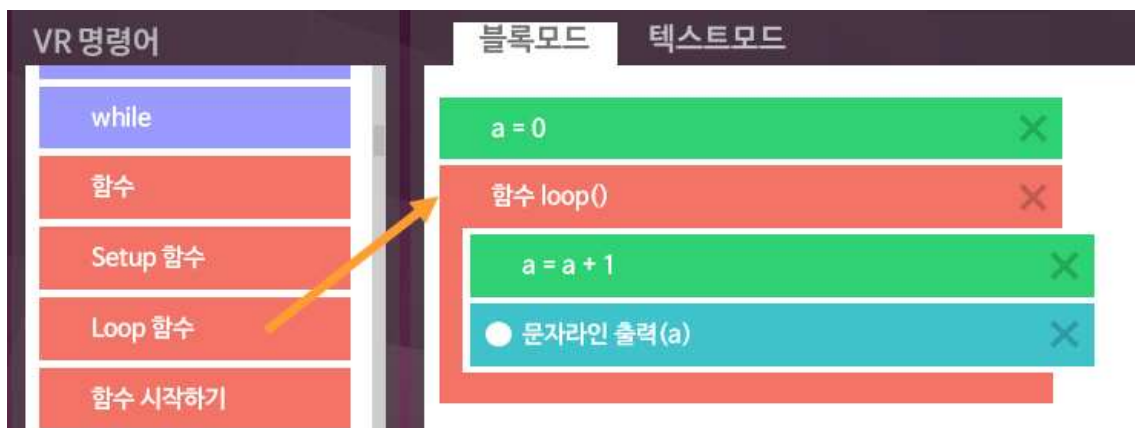 VR 명령어
while
함수
Setup 함수
Loop 함수
함수 시작하기
블록모드 텍스트모드
a = 0
함수 loop()
a = a + 1
문자라인 출력(a)